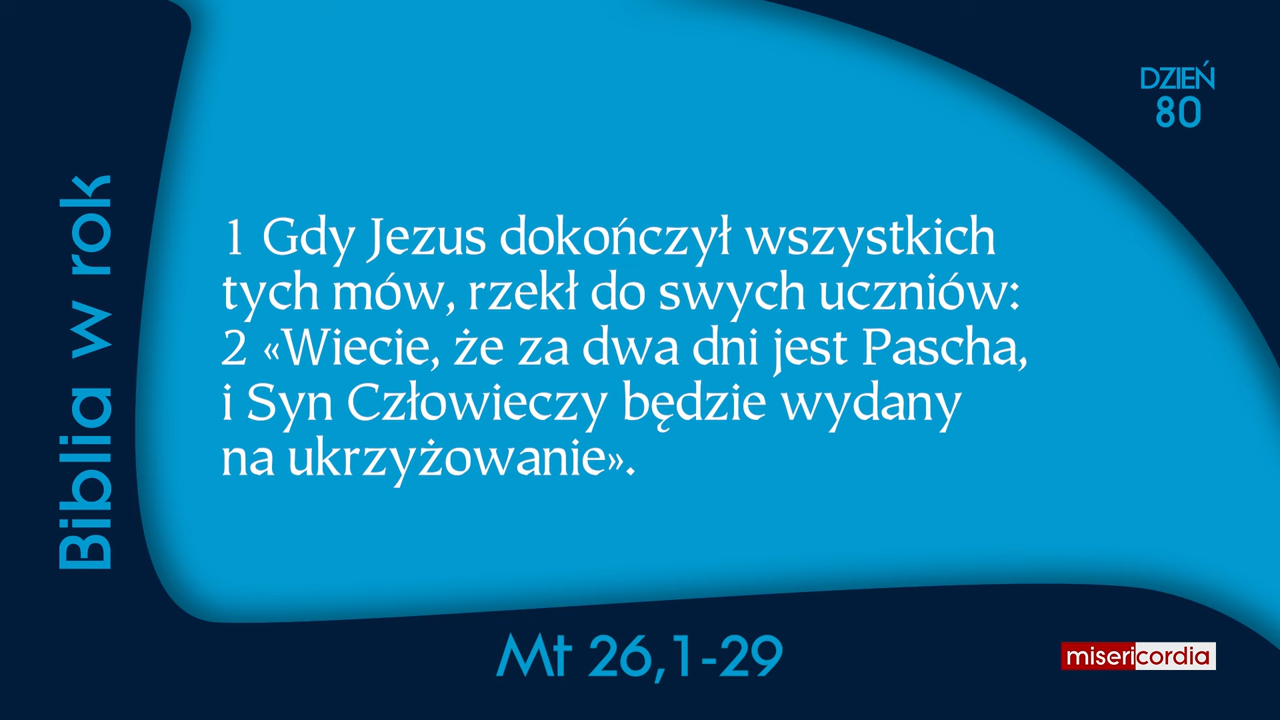 DZIEŃ
80
Biblia w rok
1 Gdy Jezus dokończył wszystkich
tych mów, rzekł do swych uczniów:
2 «Wiecie, że za dwa dni jest Pascha,
i Syn Człowieczy będzie wydany
na ukrzyżowanie».
Mt 26,1-29
misericordia